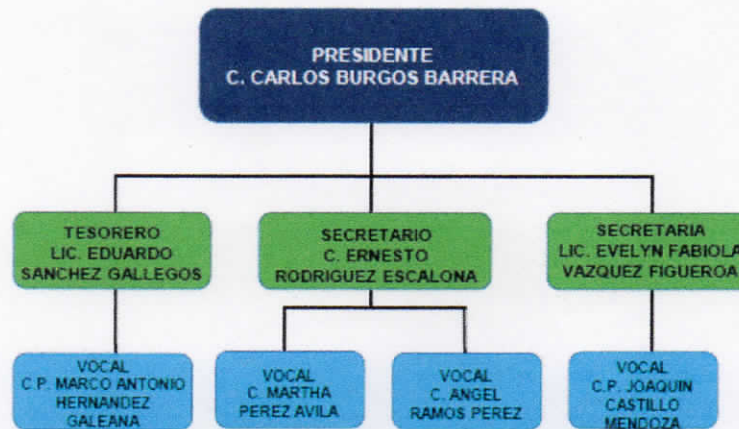 PRESIDENTE
C. CARLOS BURGOS BARRERA
TESORERO
LIC. EDUARDO
SANCHEZ GALLEGOS
SECRETARIO
C. ERNESTO
RODRIGUEZ ESCALONA
SECRETARIA
LIC. EVELYN FABIOLA
VAZQUEZ FIGUEROA
VOCAL
C.P. MARCO ANTONIO
HERNANDEZ
GALEANA
VOCAL
C. MARTHA
PEREZ AVILA
VOCAL
C. ANGEL
RAMOS PEREZ
VOCAL
C.P. JOAQUIN
CASTILLO
MENDOZA